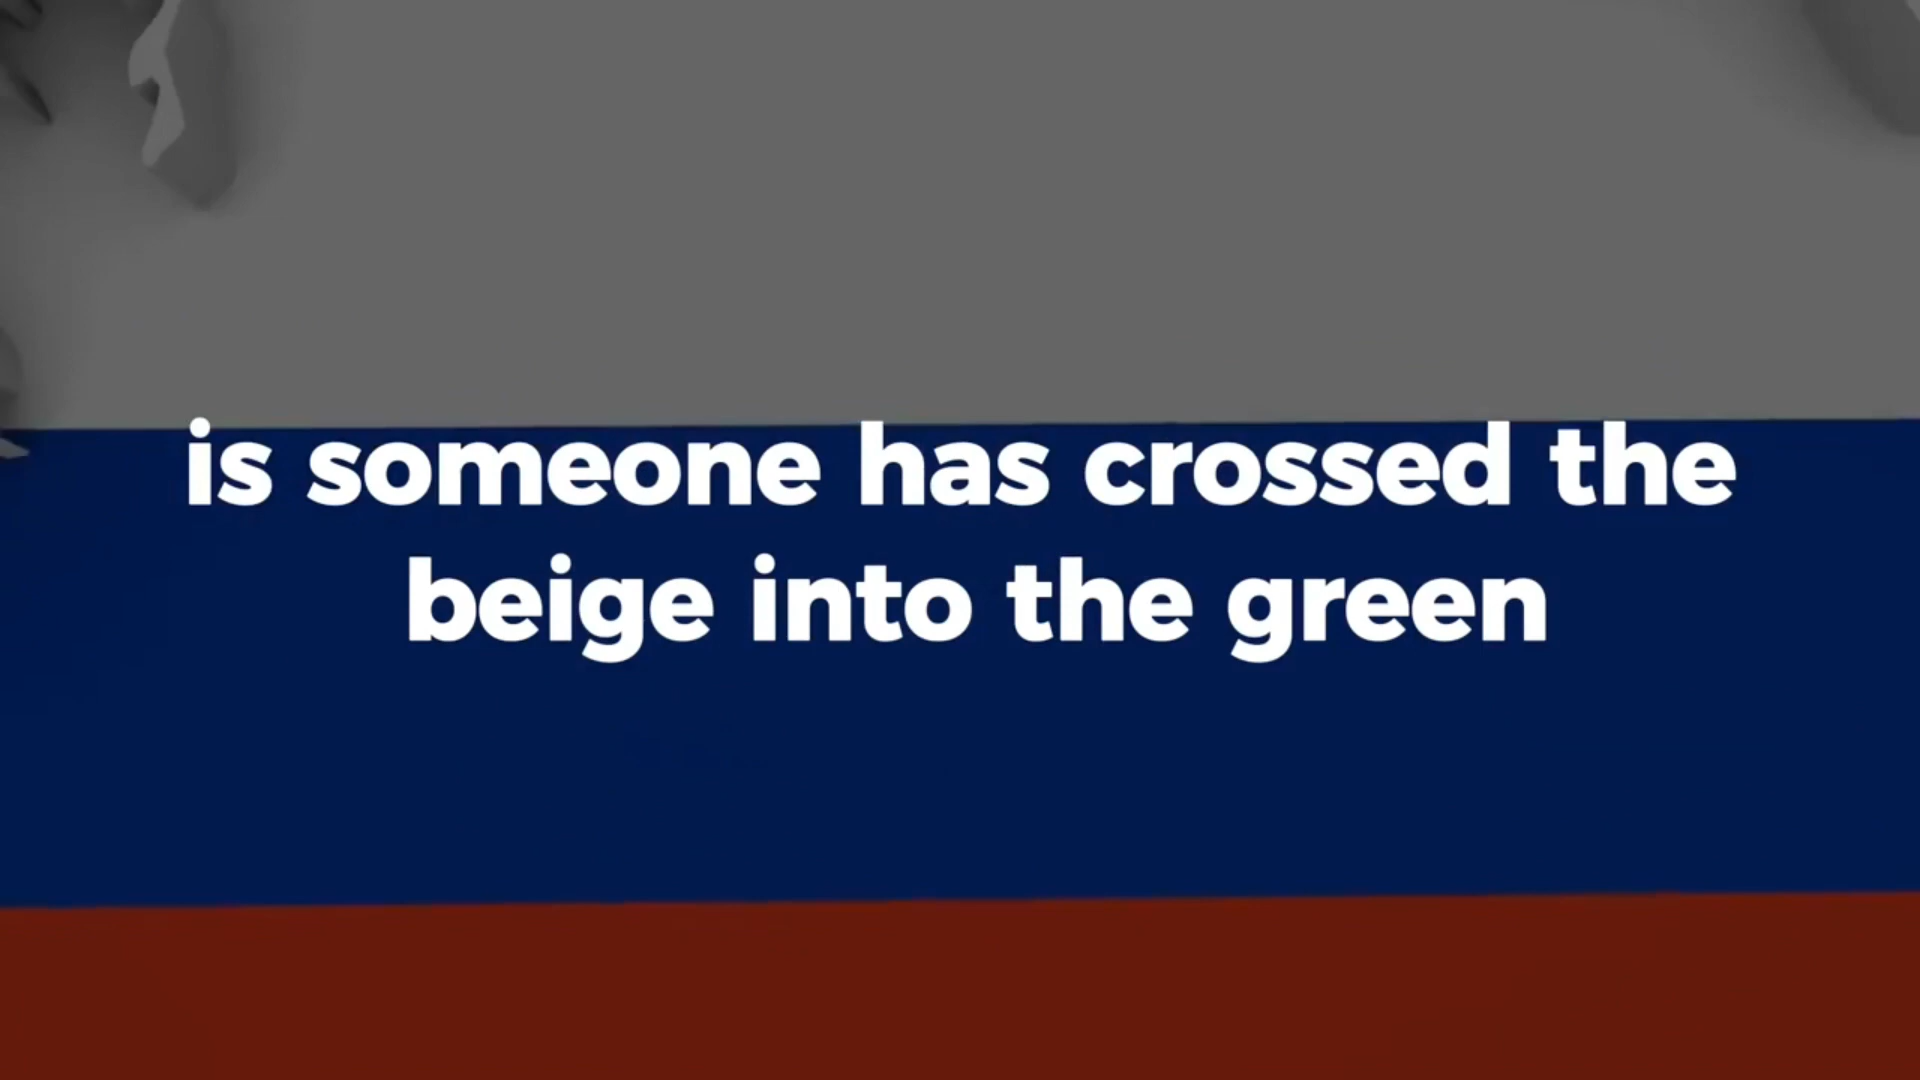 is someone has crossed the
beige into the green